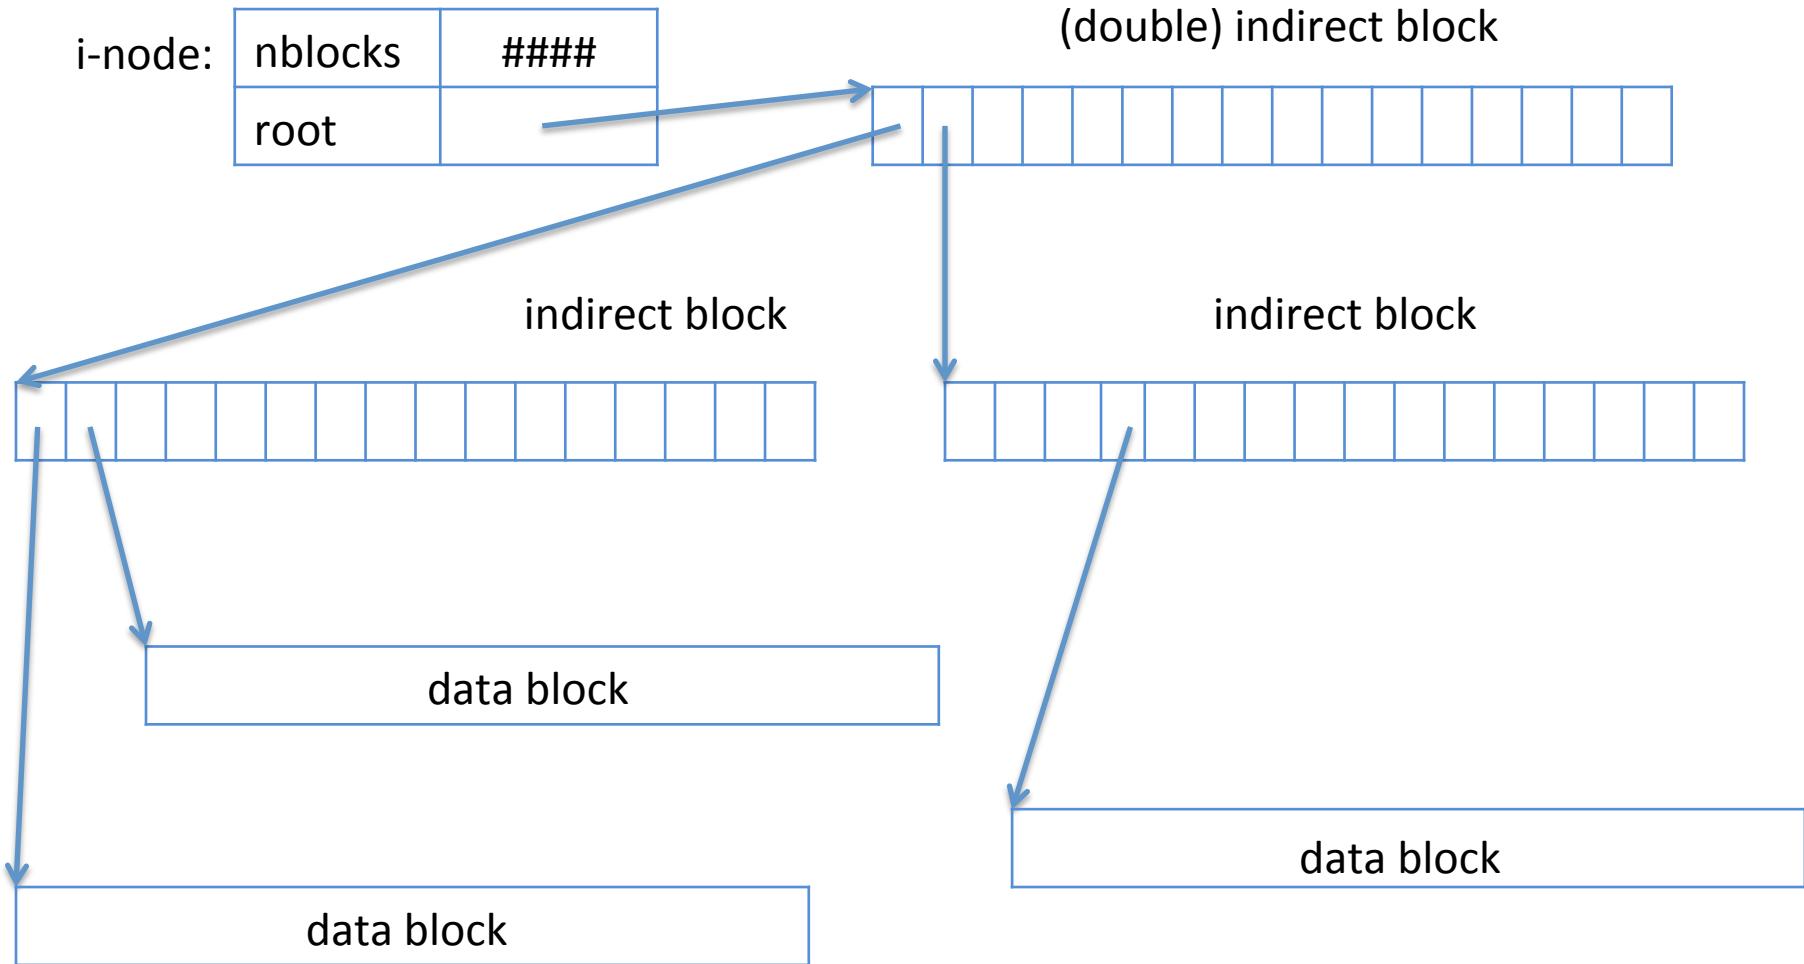 (double) indirect block
i-node:
nblocks
####
root
indirect block
indirect block
data block
data block
data block